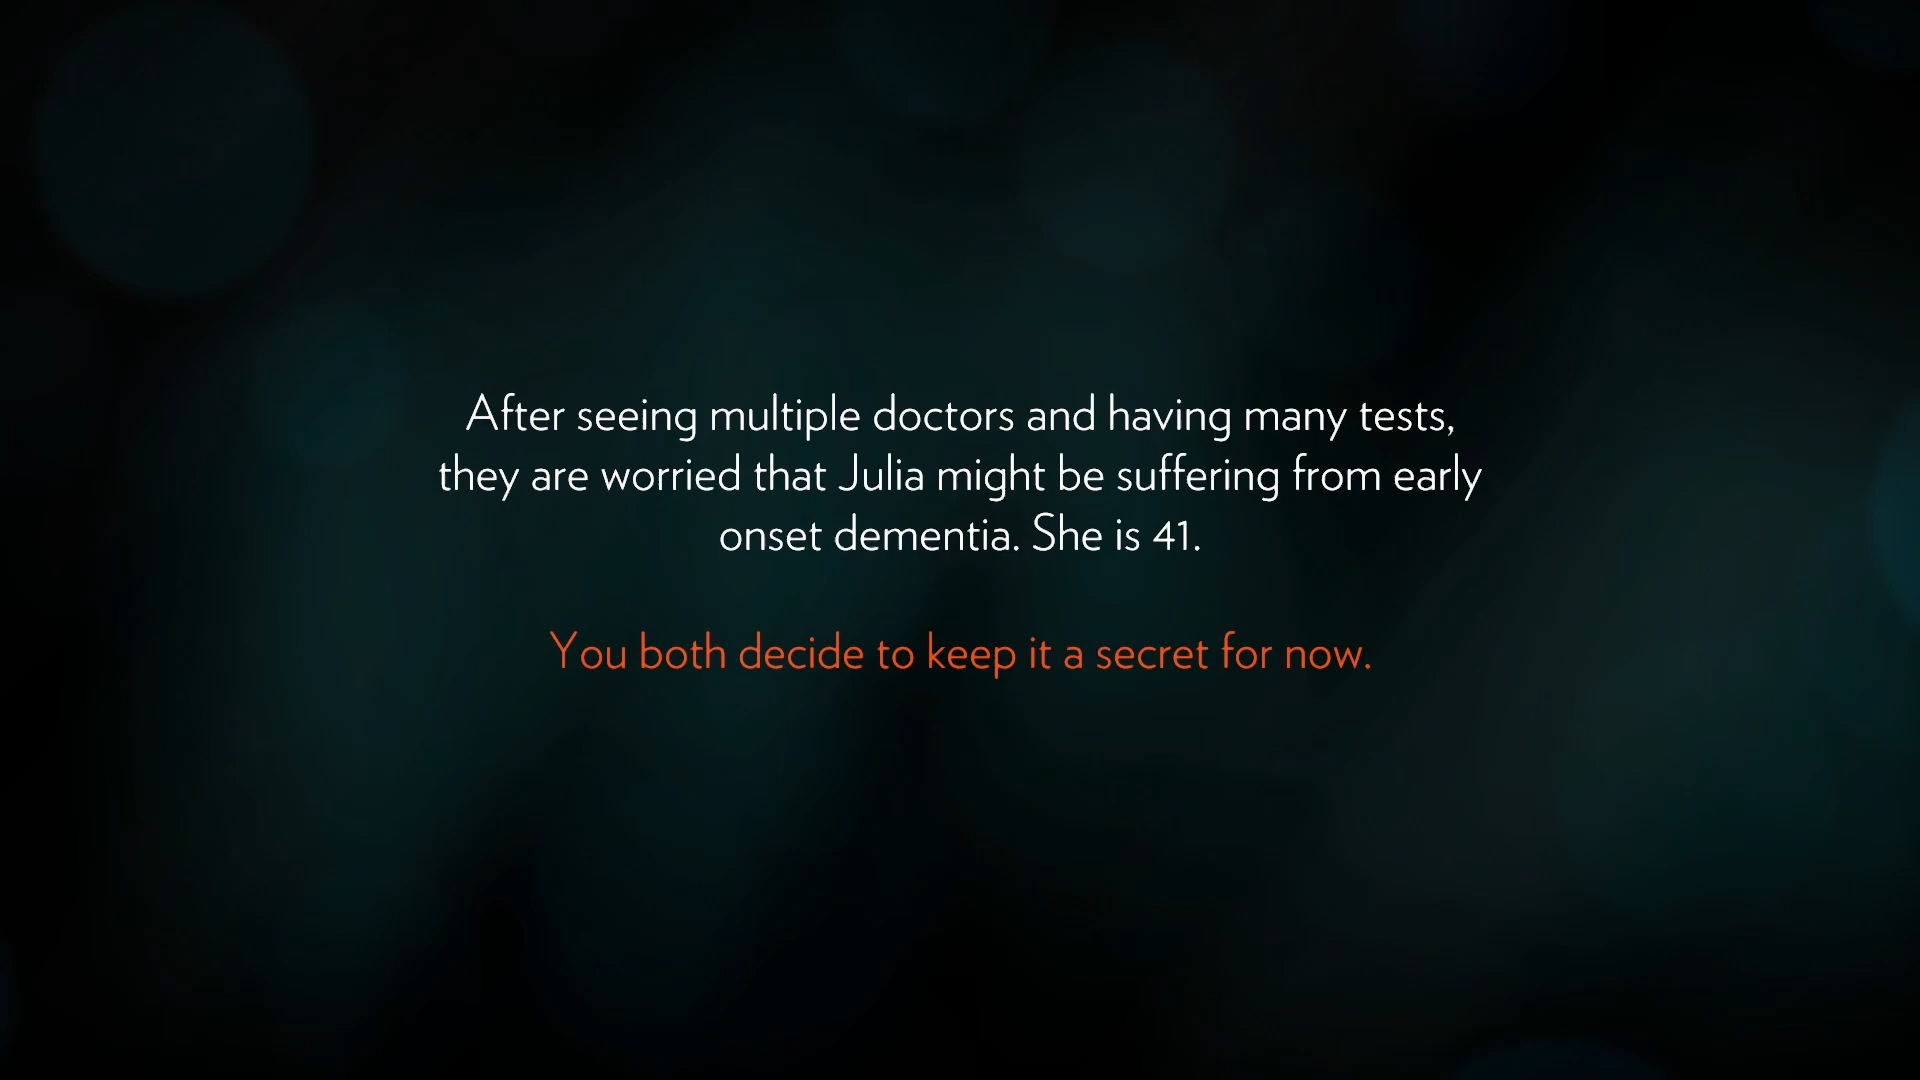 After seeing multiple doctors and having many tests,
they are worried that Julia might be suffering from early
onset dementia. She is 41.
You both decide to keep it a secret for now.